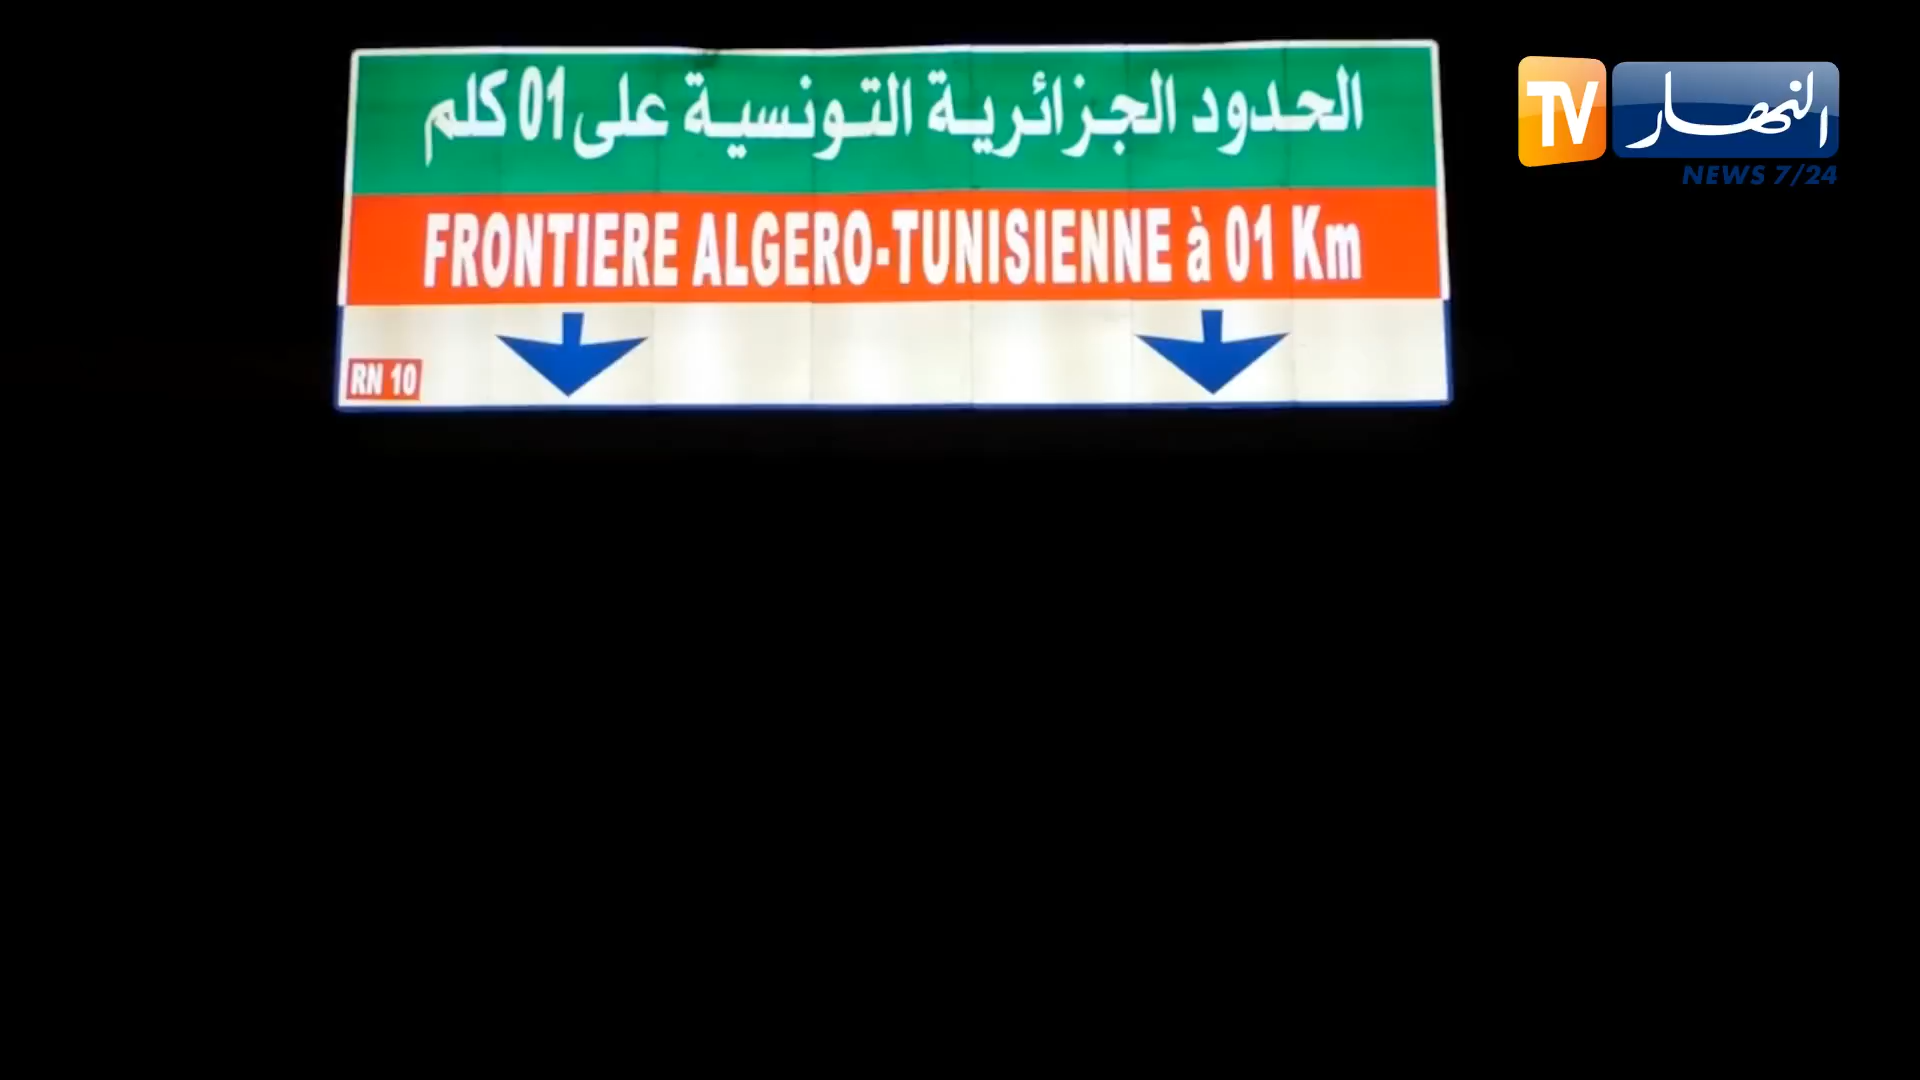 الحدود الجزائرية التونسية على 01 كلم
FRONTIERE ALGERO-TUNISIENNE à 01 Km
RN 10
TV النهار
NEWS 7/24